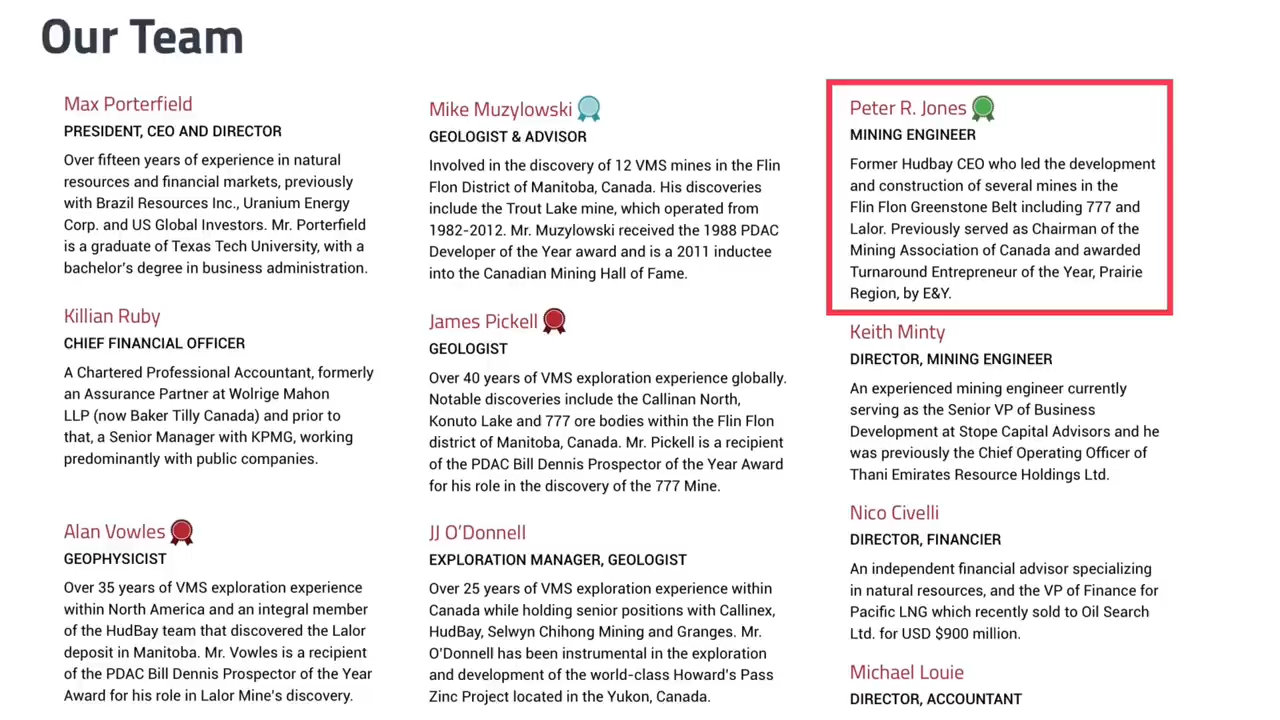 Our Team
Max Porterfield
PRESIDENT, CEO AND DIRECTOR
Over fifteen years of experience in natural
resources and financial markets, previously
with Brazil Resources Inc., Uranium Energy
Corp. and US Global Investors. Mr. Porterfield
is a graduate of Texas Tech University, with a
bachelor's degree in business administration.
Killian Ruby
CHIEF FINANCIAL OFFICER
A Chartered Professional Accountant, formerly
an Assurance Partner at Wolrige Mahon
LLP (now Baker Tilly Canada) and prior to
that, a Senior Manager with KPMG, working
predominantly with public companies.
Alan Vowles
GEOPHYSICIST
Over 35 years of VMS exploration experience
within North America and an integral member
of the HudBay team that discovered the Lalor
deposit in Manitoba. Mr. Vowles is a recipient
of the PDAC Bill Dennis Prospector of the Year
Award for his role in Lalor Mine's discovery.
Mike Muzylowski
GEOLOGIST & ADVISOR
Involved in the discovery of 12 VMS mines in the Flin
Flon District of Manitoba, Canada. His discoveries
include the Trout Lake mine, which operated from
1982-2012. Mr. Muzylowski received the 1988 PDAC
Developer of the Year award and is a 2011 inductee
into the Canadian Mining Hall of Fame.
James Pickell
GEOLOGIST
Over 40 years of VMS exploration experience globally.
Notable discoveries include the Callinan North,
Konuto Lake and 777 ore bodies within the Flin Flon
district of Manitoba, Canada. Mr. Pickell is a recipient
of the PDAC Bill Dennis Prospector of the Year Award
for his role in the discovery of the 777 Mine.
JJ O'Donnell
EXPLORATION MANAGER, GEOLOGIST
Over 25 years of VMS exploration experience within
Canada while holding senior positions with Callinex,
HudBay, Selwyn Chihong Mining and Granges. Mr.
O'Donnell has been instrumental in the exploration
and development of the world-class Howard's Pass
Zinc Project located in the Yukon, Canada.
Peter R. Jones
MINING ENGINEER
Former Hudbay CEO who led the development
and construction of several mines in the
Flin Flon Greenstone Belt including 777 and
Lalor. Previously served as Chairman of the
Mining Association of Canada and awarded
Turnaround Entrepreneur of the Year, Prairie
Region, by E&Y.
Keith Minty
DIRECTOR, MINING ENGINEER
An experienced mining engineer currently
serving as the Senior VP of Business
Development at Stope Capital Advisors and he
was previously the Chief Operating Officer of
Thani Emirates Resource Holdings Ltd.
Nico Civelli
DIRECTOR, FINANCIER
An independent financial advisor specializing
in natural resources, and the VP of Finance for
Pacific LNG which recently sold to Oil Search
Ltd. for USD $900 million.
Michael Louie
DIRECTOR, ACCOUNTANT